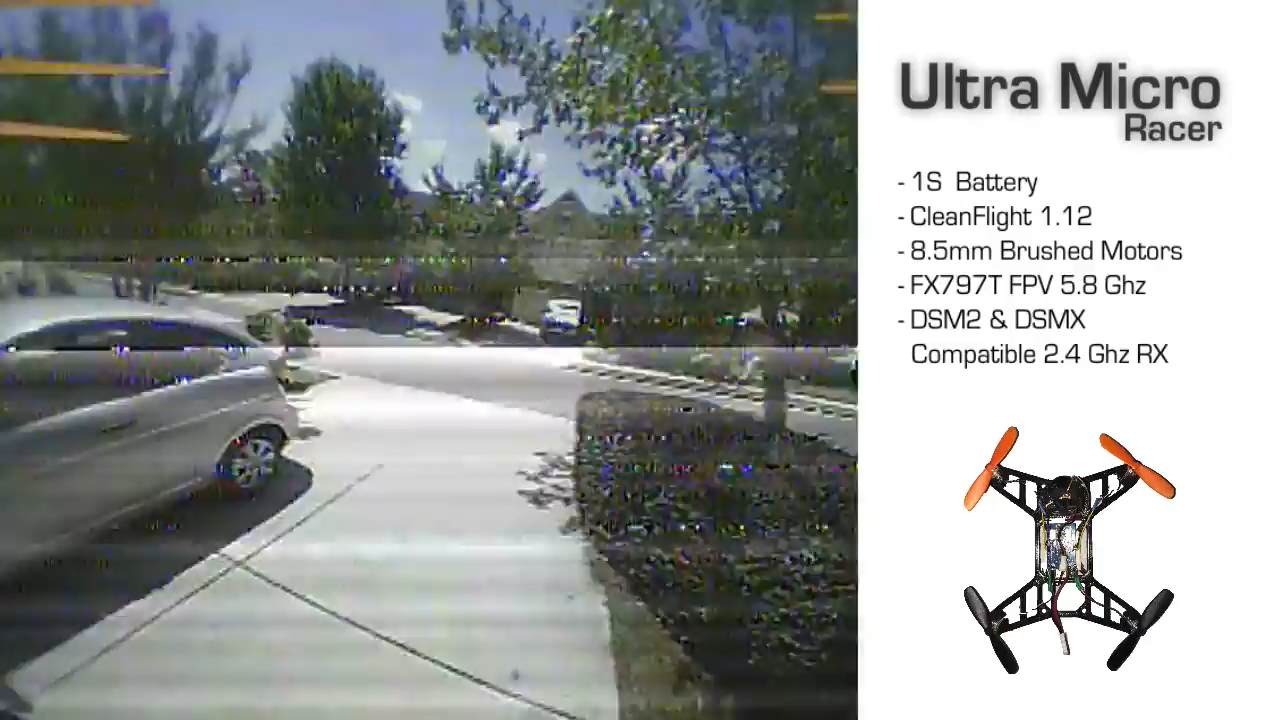 Ultra Micro
Racer
- 1S Battery
- CleanFlight 1.12
- 8.5mm Brushed Motors
- FX797T FPV 5.8 Ghz
- DSM2 & DSMX
Compatible 2.4 Ghz RX